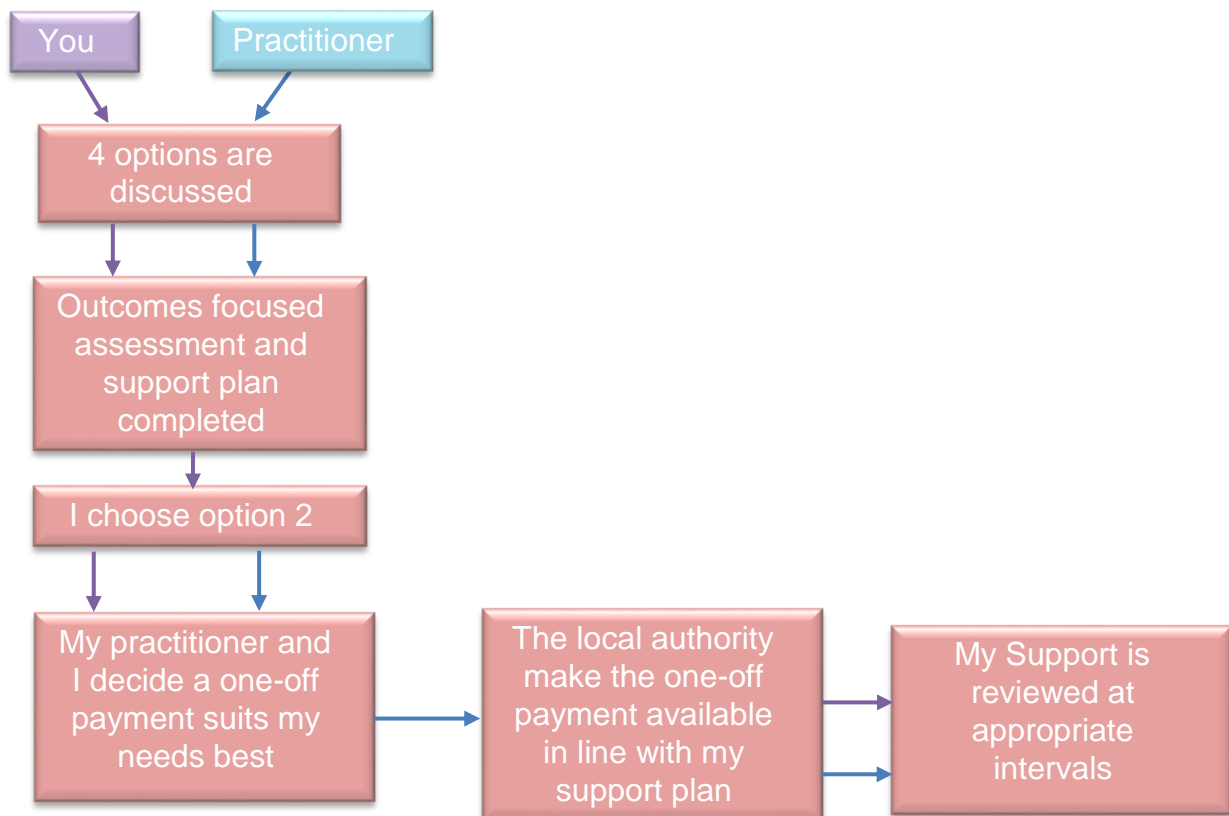 You
Practitioner
4 options are
discussed
Outcomes focused
assessment and
support plan
completed
I choose option 2
My practitioner and
I decide a one-off
payment suits my
needs best
The local authority
make the one-off
payment available
in line with my
support plan
My Support is
reviewed at
appropriate
intervals